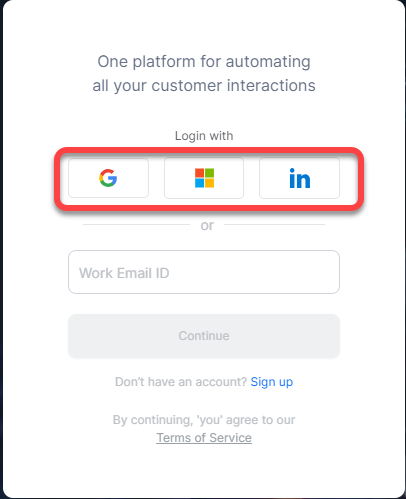 One platform for automating
all your customer interactions
Login with
G in
or
Work Email ID
Continue
Don't have an account? Sign up
By continuing, 'you' agree to our
Terms of Service